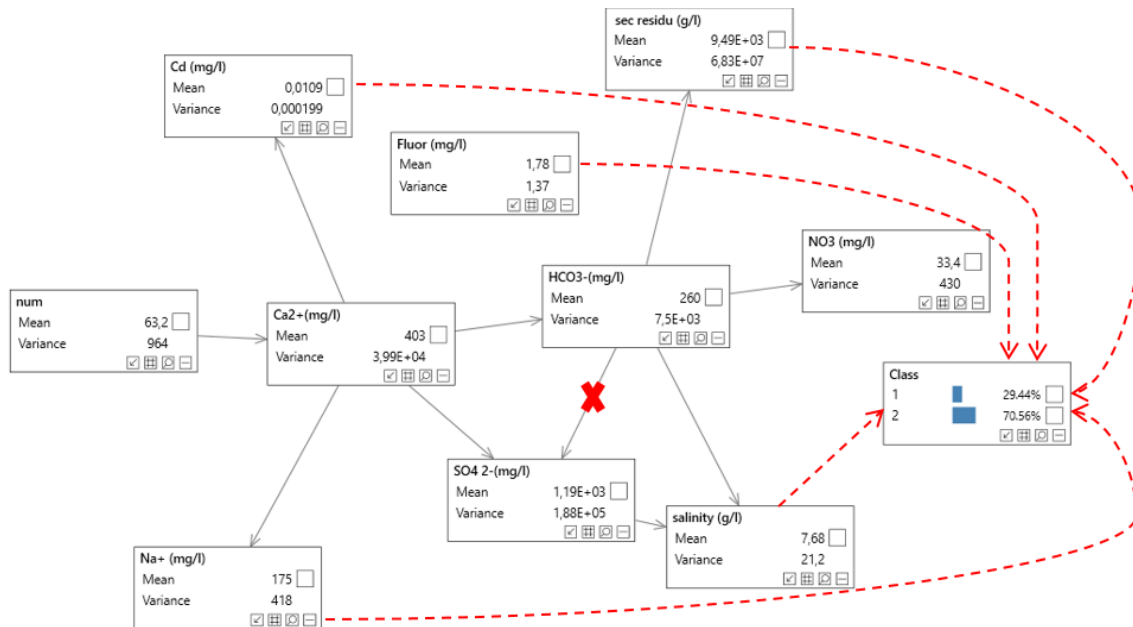 sec residu (g/l)
Mean 9,49E+03
Variance 6,83E+07
Cd (mg/l)
Mean 0,0109
Variance 0,000199
Fluor (mg/l)
Mean 1,78
Variance 1,37
NO3 (mg/l)
Mean 33,4
Variance 430
HCO3-(mg/l)
Mean 260
Variance 7,5E+03
num
Mean 63,2
Variance 964
Ca2+(mg/l)
Mean 403
Variance 3,99E+04
Class
1 29.44%
2 70.56%
SO4 2-(mg/l)
Mean 1,19E+03
Variance 1,88E+05
salinity (g/l)
Mean 7,68
Variance 21,2
Na+ (mg/l)
Mean 175
Variance 418